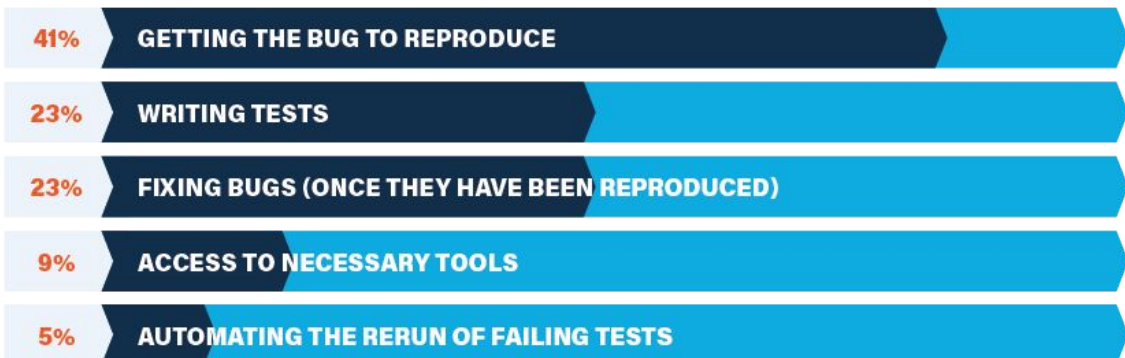 41% GETTING THE BUG TO REPRODUCE
23% WRITING TESTS
23% FIXING BUGS (ONCE THEY HAVE BEEN REPRODUCED)
9% ACCESS TO NECESSARY TOOLS
5% AUTOMATING THE RERUN OF FAILING TESTS